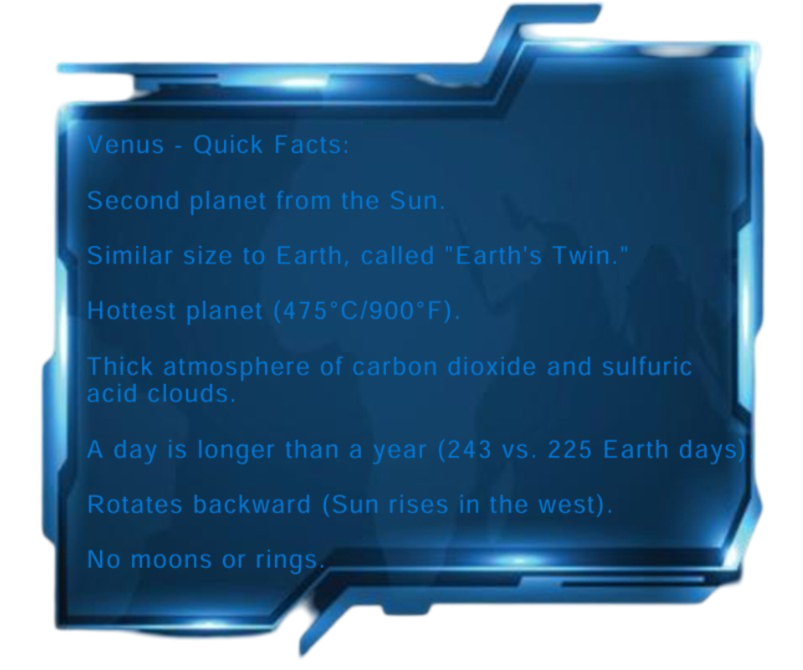 Venus - Quick Facts:
Second planet from the Sun.
Similar size to Earth, called "Earth's Twin."
Hottest planet (475°C/900°F).
Thick atmosphere of carbon dioxide and sulfuric
acid clouds.
A day is longer than a year (243 vs. 225 Earth days).
Rotates backward (Sun rises in the west).
No moons or rings.